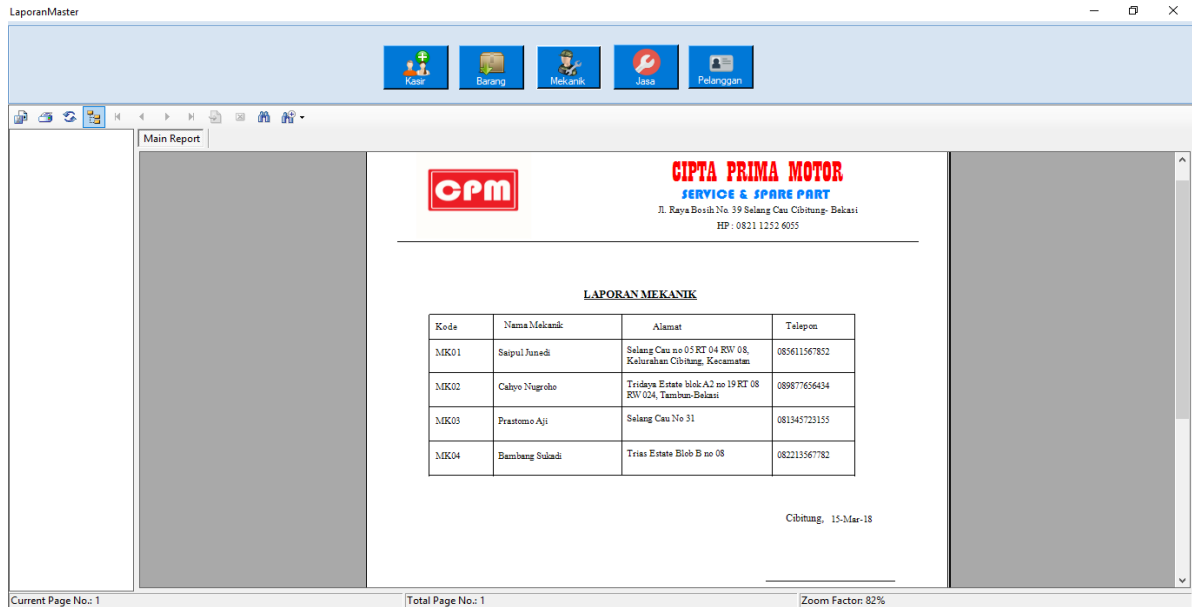 LaporanMaster
Kasir Barang Mekanik Jasa Pelanggan
Main Report
CPM
CIPTA PRIMA MOTOR
SERVICE & SPARE PART
Jl. Raya Bosih No. 39 Selang Cau Cibitung- Bekasi
HP : 0821 1252 6055
LAPORAN MEKANIK
Kode Nama Mekanik Alamat Telepon
MK01 Saipul Junedi Selang Cau no 05 RT 04 RW 08, 085611567852
Kelurahan Cibitung, Kecamatan
MK02 Cahyo Nugroho Tridaya Estate blok A2 no 19 RT 08 089877656434
RW 024, Tambun-Bekasi
MK03 Prastomo Aji Selang Cau No 31 081345723155
MK04 Bambang Sukadi Trias Estate Blob B no 08 082213567782
Cibitung, 15-Mar-18
Current Page No.: 1 Total Page No.: 1 Zoom Factor: 82%